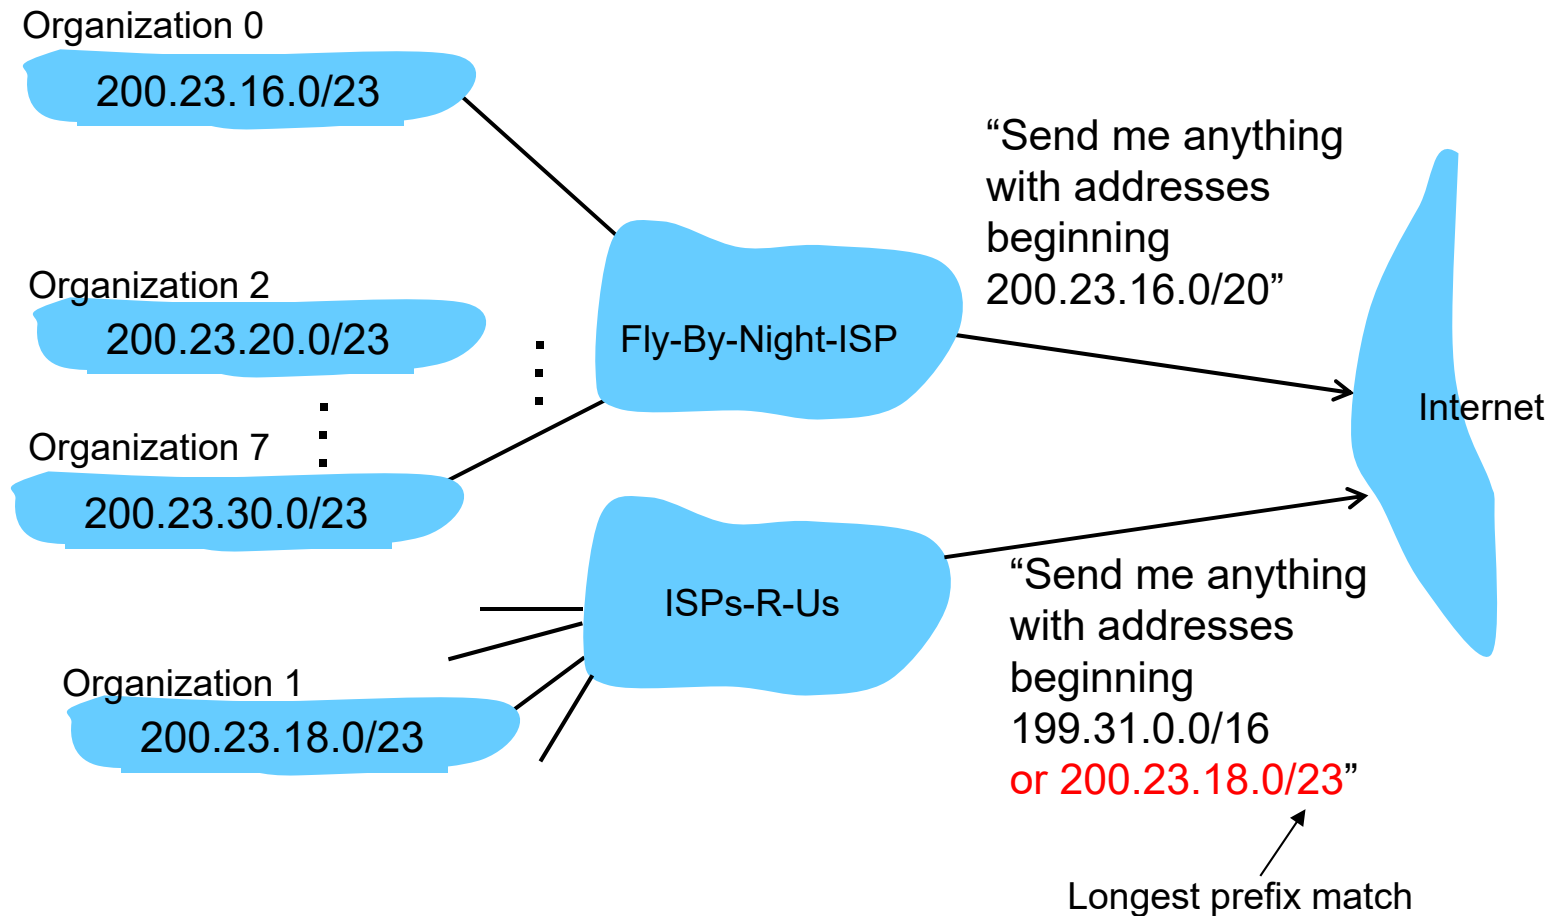 Organization 0
200.23.16.0/23
Organization 2
200.23.20.0/23
Organization 7
200.23.30.0/23
Fly-By-Night-ISP
“Send me anything
with addresses
beginning
200.23.16.0/20”
Internet
ISPs-R-Us
Organization 1
200.23.18.0/23
“Send me anything
with addresses
beginning
199.31.0.0/16
or 200.23.18.0/23”
Longest prefix match